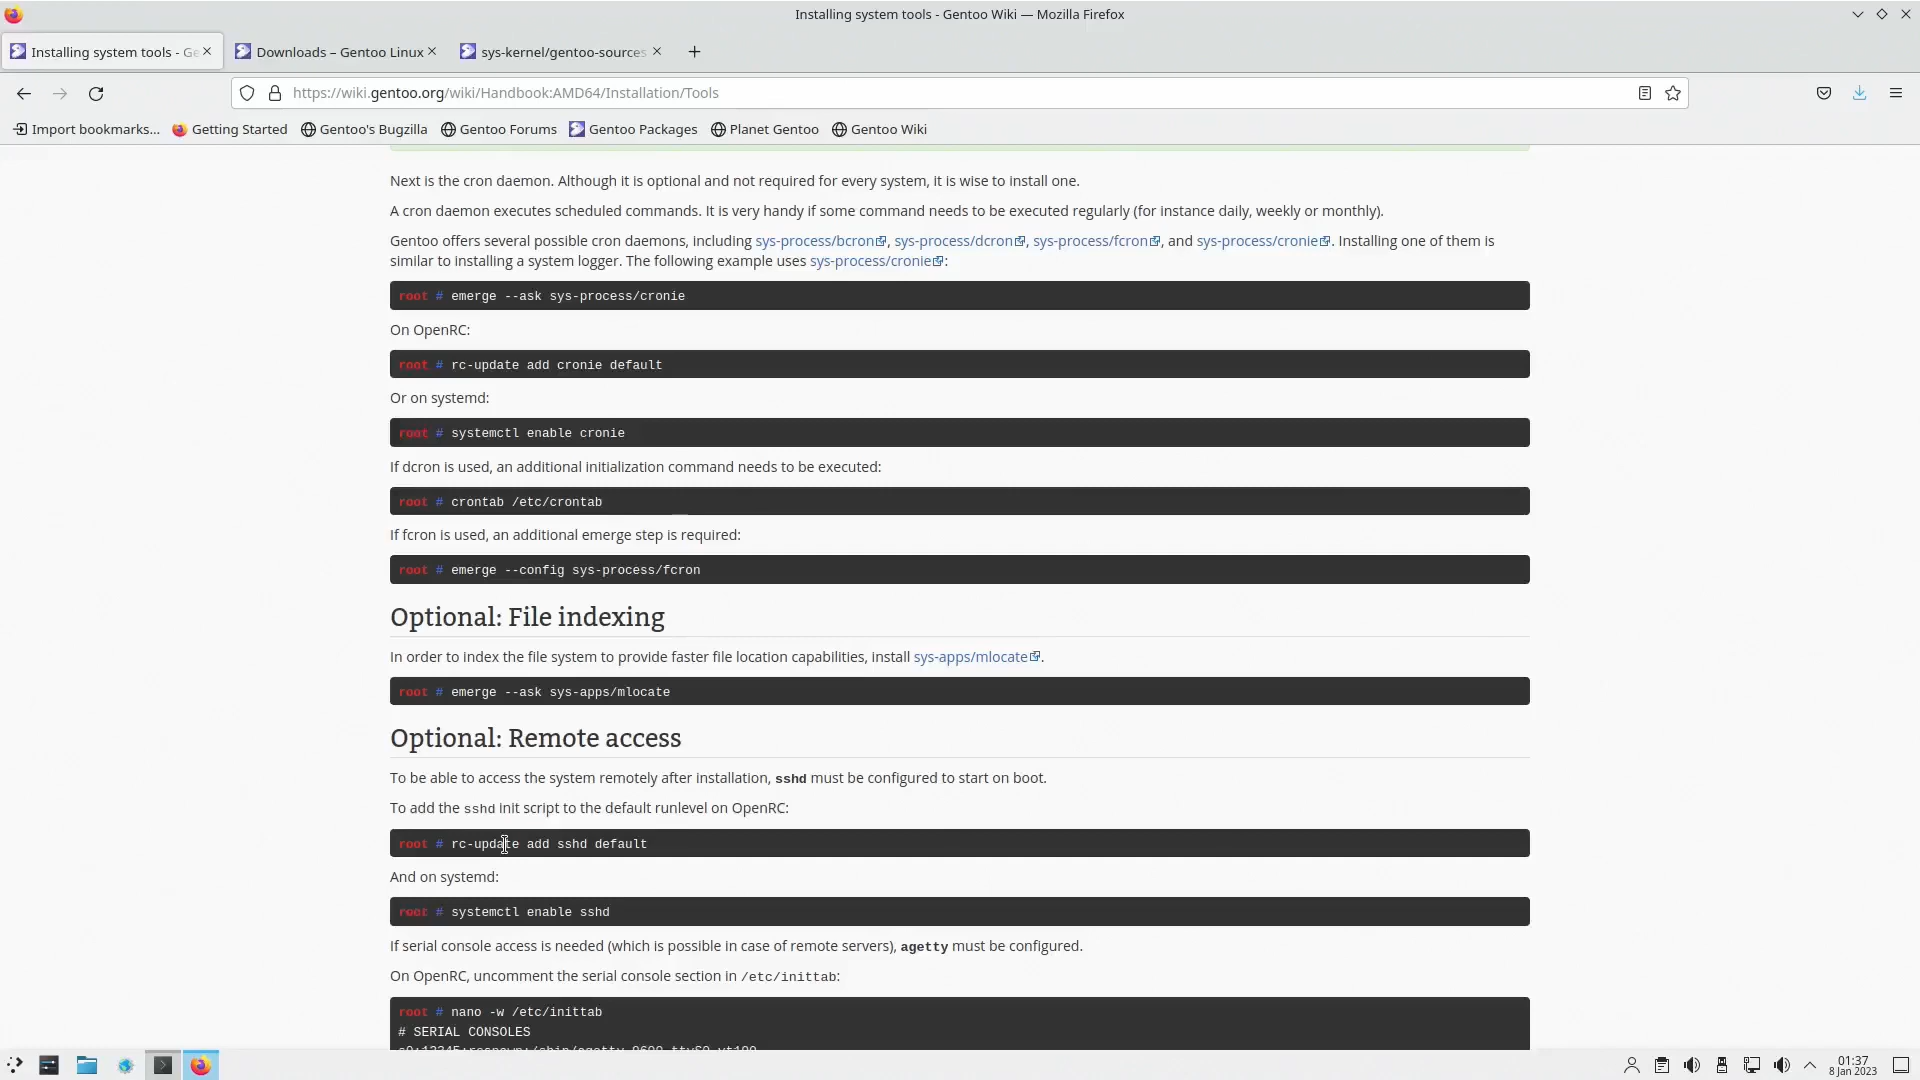 Installing system tools - Gentoo Wiki — Mozilla Firefox
Installing system tools - Ge
Downloads – Gentoo Linux
sys-kernel/gentoo-sources
https://wiki.gentoo.org/wiki/Handbook:AMD64/Installation/Tools
Import bookmarks...
Getting Started
Gentoo's Bugzilla
Gentoo Forums
Gentoo Packages
Planet Gentoo
Gentoo Wiki
Next is the cron daemon. Although it is optional and not required for every system, it is wise to install one.
A cron daemon executes scheduled commands. It is very handy if some command needs to be executed regularly (for instance daily, weekly or monthly).
Gentoo offers several possible cron daemons, including sys-process/bcron, sys-process/dcron, sys-process/fcron, and sys-process/cronie. Installing one of them is
similar to installing a system logger. The following example uses sys-process/cronie:
root # emerge --ask sys-process/cronie
On OpenRC:
root # rc-update add cronie default
Or on systemd:
root # systemctl enable cronie
If dcron is used, an additional initialization command needs to be executed:
root # crontab /etc/crontab
If fcron is used, an additional emerge step is required:
root # emerge --config sys-process/fcron
Optional: File indexing
In order to index the file system to provide faster file location capabilities, install sys-apps/mlocate.
root # emerge --ask sys-apps/mlocate
Optional: Remote access
To be able to access the system remotely after installation, sshd must be configured to start on boot.
To add the sshd init script to the default runlevel on OpenRC:
root # rc-update add sshd default
And on systemd:
root # systemctl enable sshd
If serial console access is needed (which is possible in case of remote servers), agetty must be configured.
On OpenRC, uncomment the serial console section in /etc/inittab:
root # nano -w /etc/inittab
# SERIAL CONSOLES
s0:12345:respawn:/sbin/agetty 9600 ttyS0 vt100
01:37
8 Jan 2023